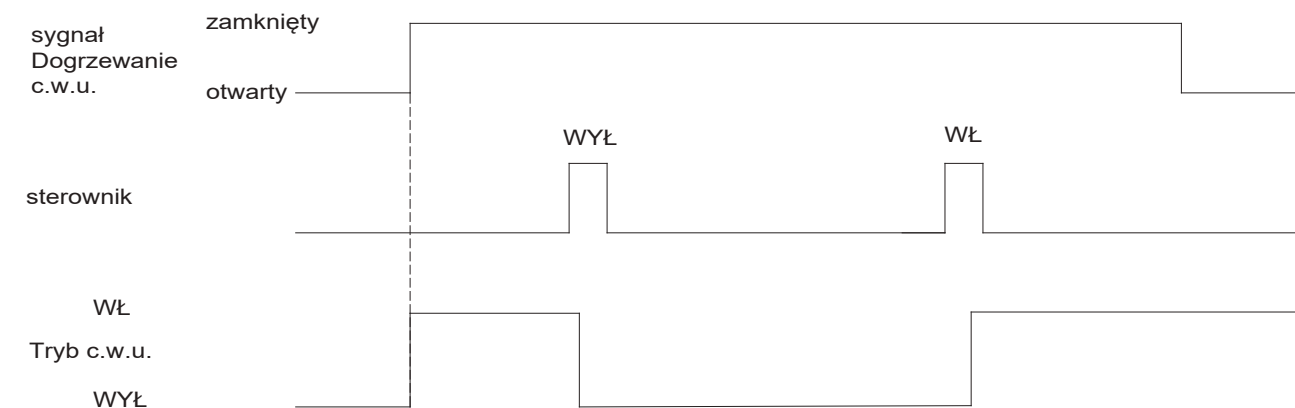 zamknięty
sygnał
Dogrzewanie
c.w.u.
otwarty
WYŁ
WŁ
sterownik
WŁ
Tryb c.w.u.
WYŁ